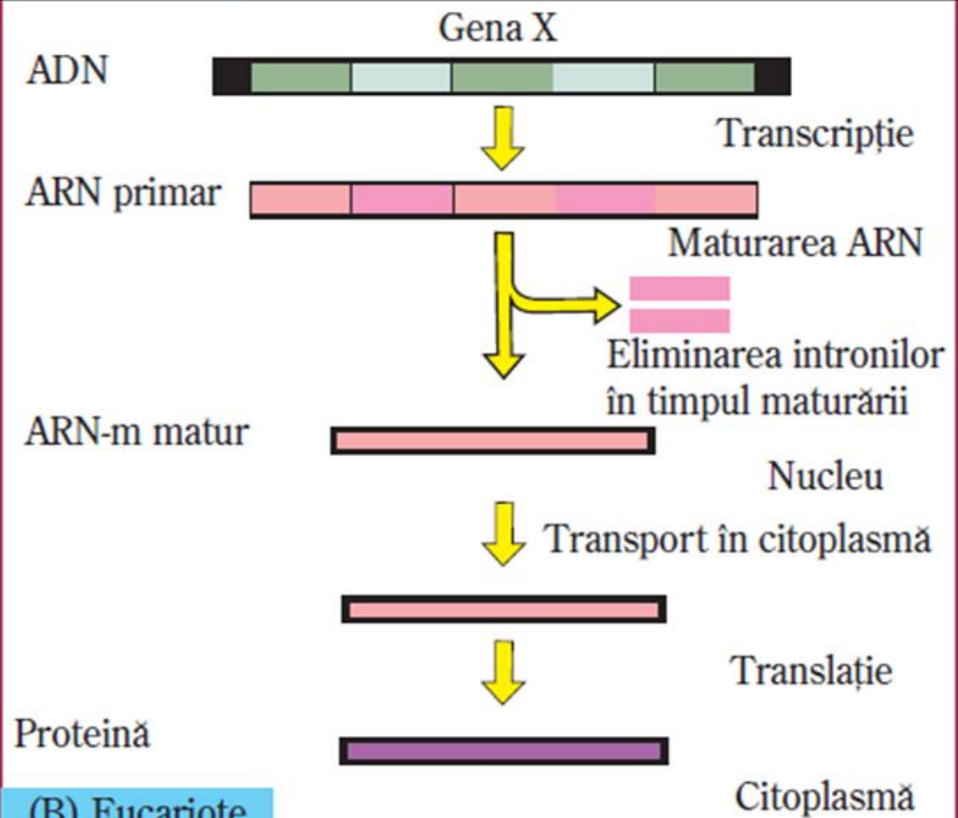 Gena X
ADN
Transcripție
ARN primar
Maturarea ARN
Eliminarea intronilor
în timpul maturării
ARN-m matur
Nucleu
Transport în citoplasmă
Translație
Proteină
Citoplasmă
(B) Eucariote